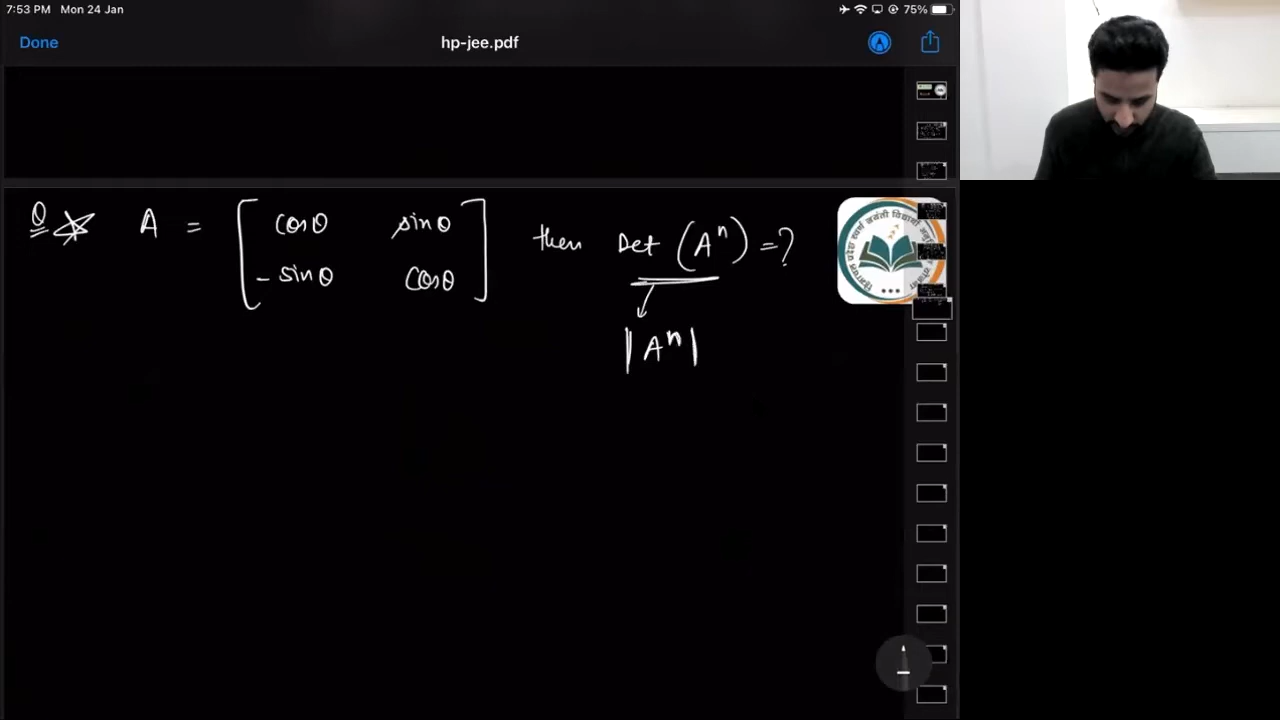 7:53 PM Mon 24 Jan
75%
Done
hp-jee.pdf
Q A = [ cosθ sinθ ] then Det (Aⁿ) = ?
[ - sinθ cosθ ]
|Aⁿ|